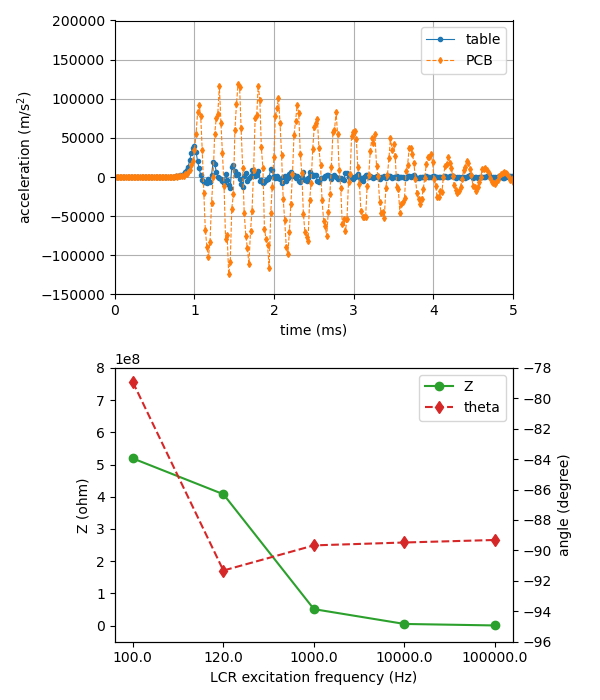 200000
150000
100000
50000
0
−50000
−100000
−150000
acceleration (m/s²)
table
PCB
0 1 2 3 4 5
time (ms)
1e8
8
7
6
5
4
3
2
1
0
Z (ohm)
Z
theta
−78
−80
−82
−84
−86
−88
−90
−92
−94
−96
angle (degree)
100.0 120.0 1000.0 10000.0 100000.0
LCR excitation frequency (Hz)